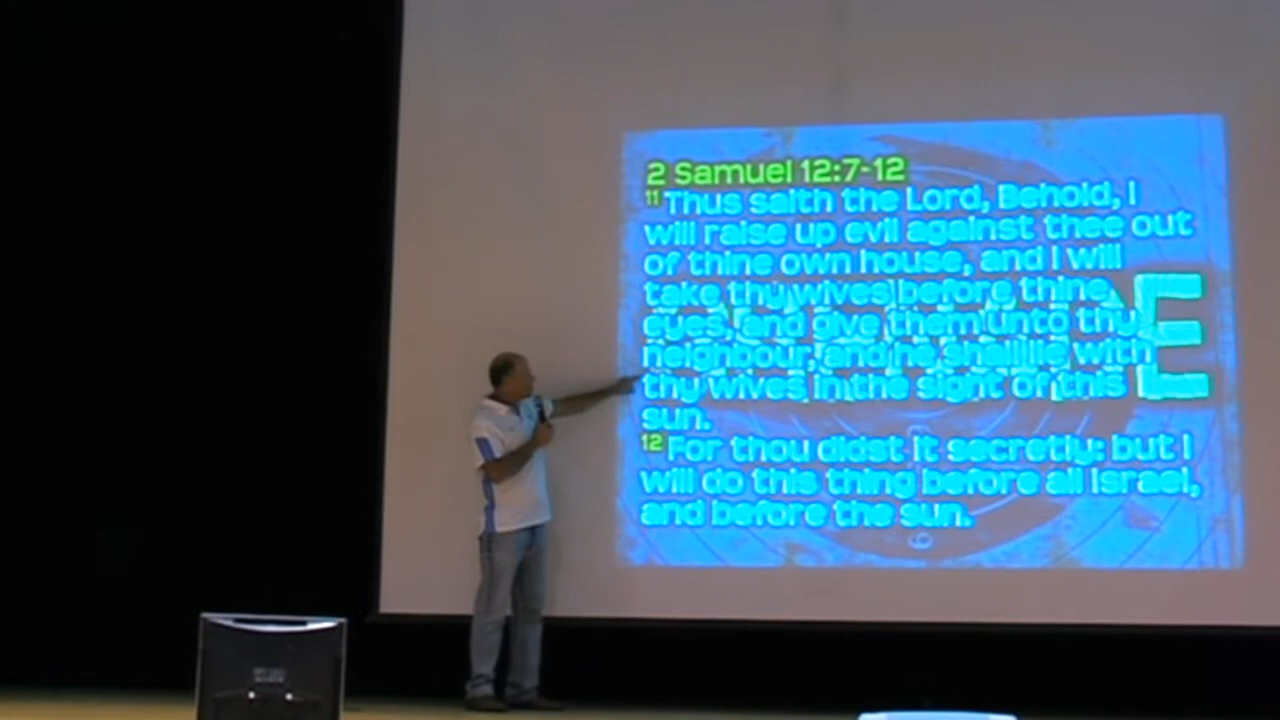 2 Samuel 12:7-12
11 Thus saith the Lord, Behold, I
will raise up evil against thee out
of thine own house, and I will
take thy wives before thine
eyes, and give them unto thy
neighbour, and he shall lie with
thy wives in the sight of this
sun.
12 For thou didst it secretly: but I
will do this thing before all Israel,
and before the sun.